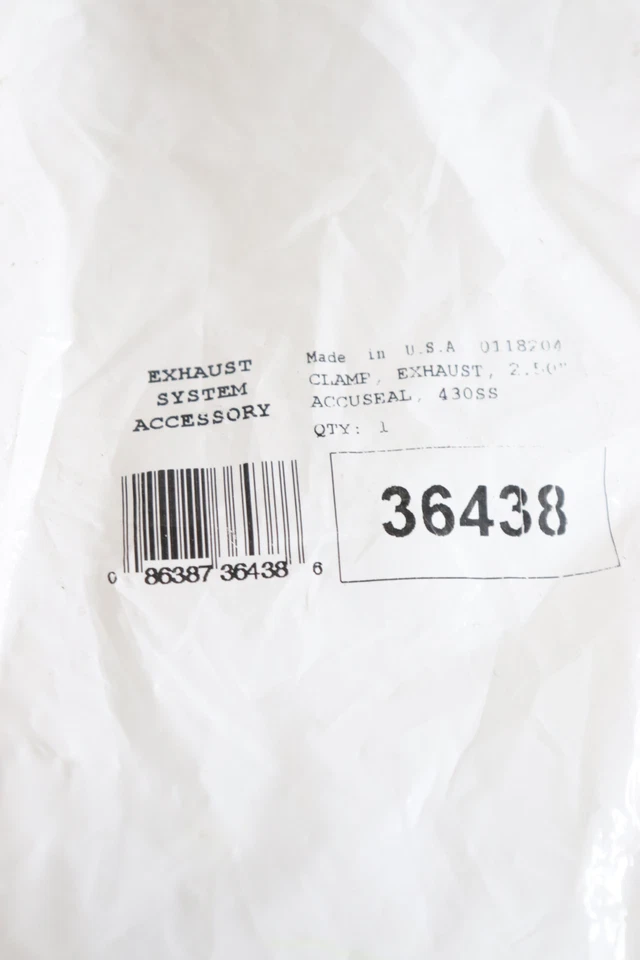 EXHAUST
SYSTEM
ACCESSORY
Made in U.S.A 0118204
CLAMP, EXHAUST, 2.50"
ACCUSEAL, 430SS
QTY: 1
36438
0 86387 36438 6